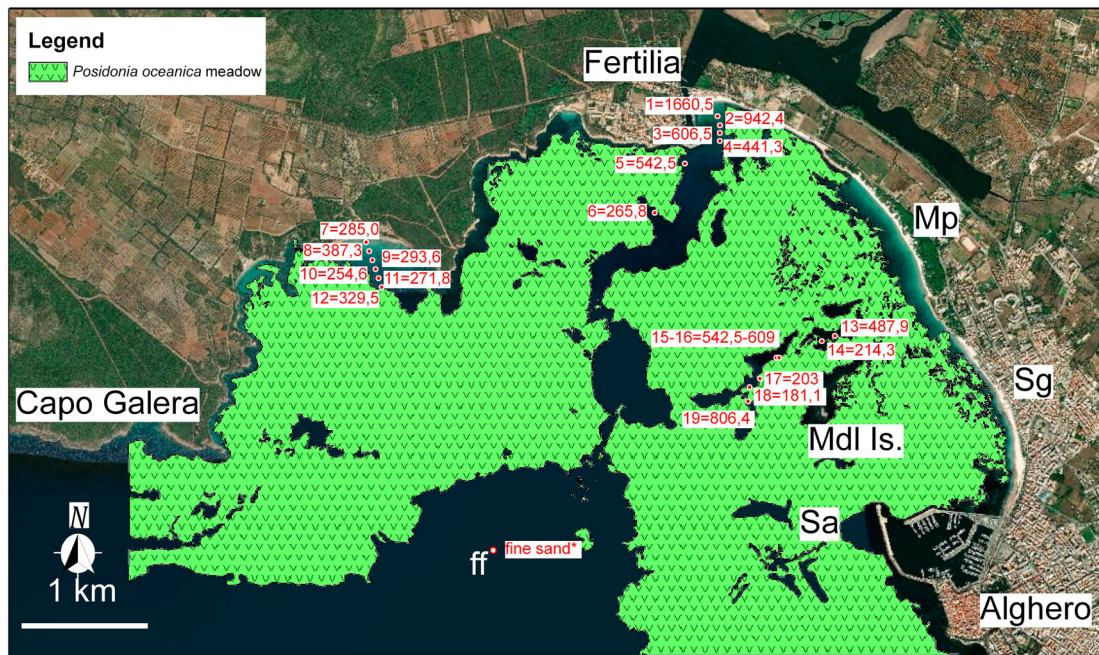 Legend
Posidonia oceanica meadow
Fertilia
1=1660,5
2=942,4
3=606,5
4=441,3
5=542,5
6=265,8
Mp
7=285,0
8=387,3
9=293,6
10=254,6
11=271,8
12=329,5
13=487,9
15-16=542,5-609
14=214,3
17=203
Sg
18=181,1
Capo Galera
19=806,4
Mdl Is.
N
Sa
fine sand*
ff
1 km
Alghero